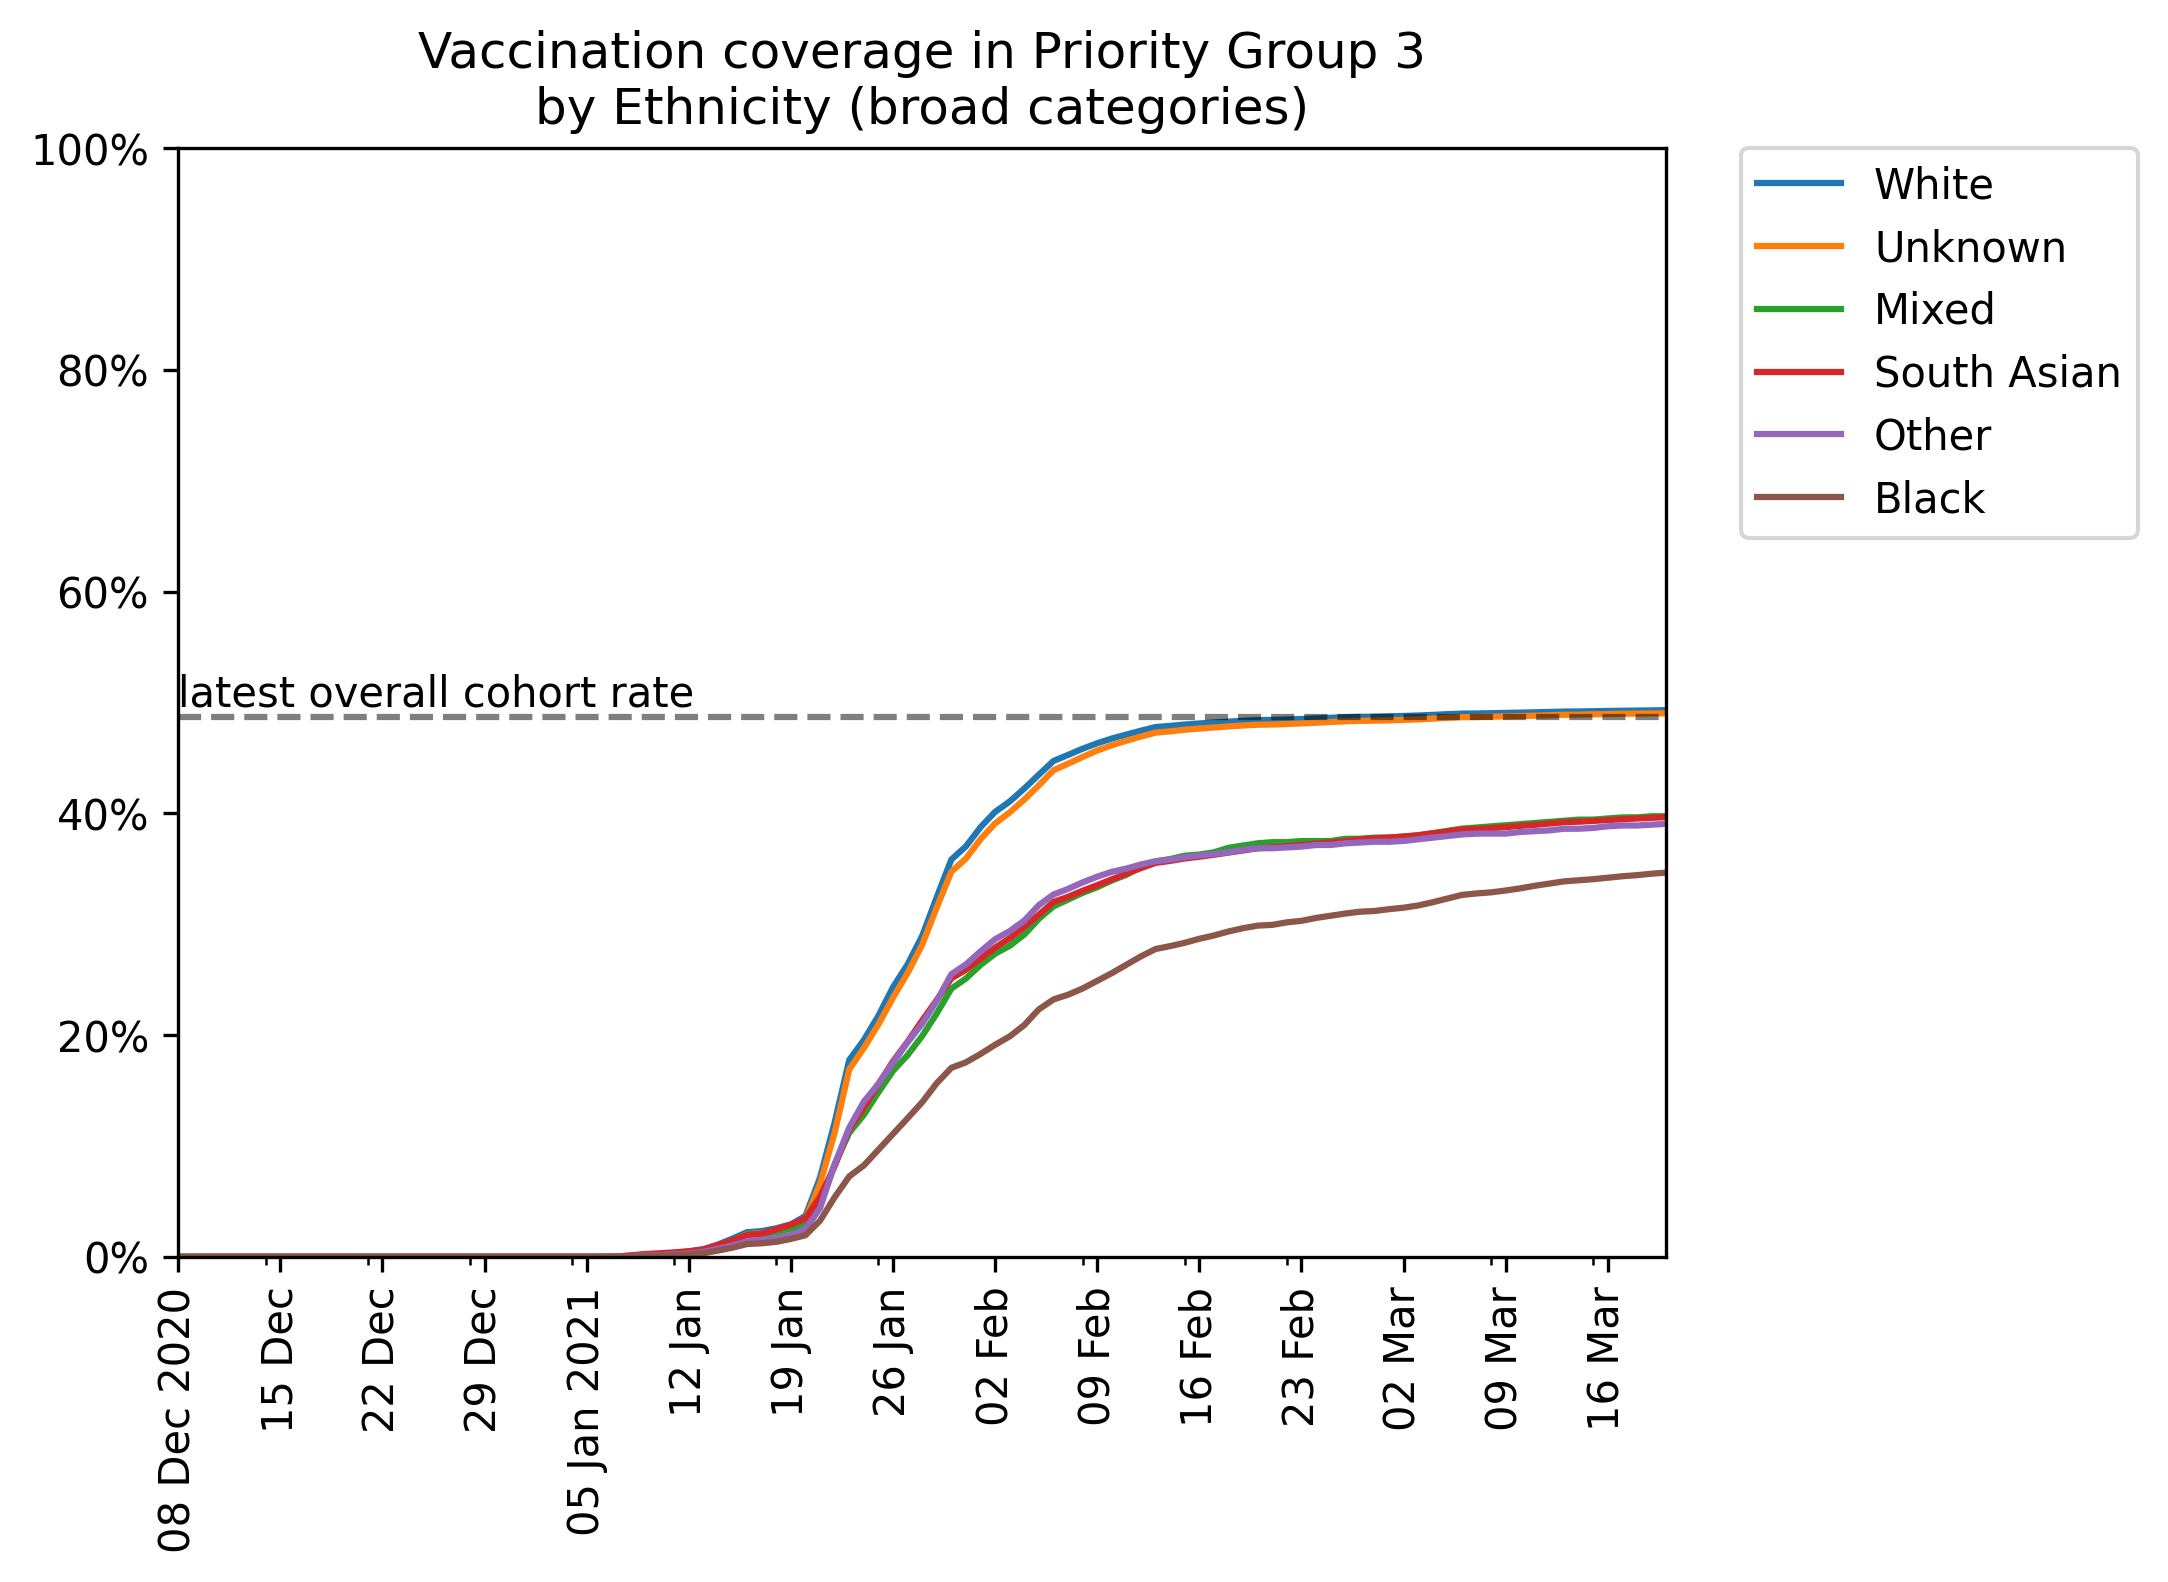 Vaccination coverage in Priority Group 3
by Ethnicity (broad categories)
100%
80%
60%
40%
20%
0%
latest overall cohort rate
08 Dec 2020
15 Dec
22 Dec
29 Dec
05 Jan 2021
12 Jan
19 Jan
26 Jan
02 Feb
09 Feb
16 Feb
23 Feb
02 Mar
09 Mar
16 Mar
White
Unknown
Mixed
South Asian
Other
Black